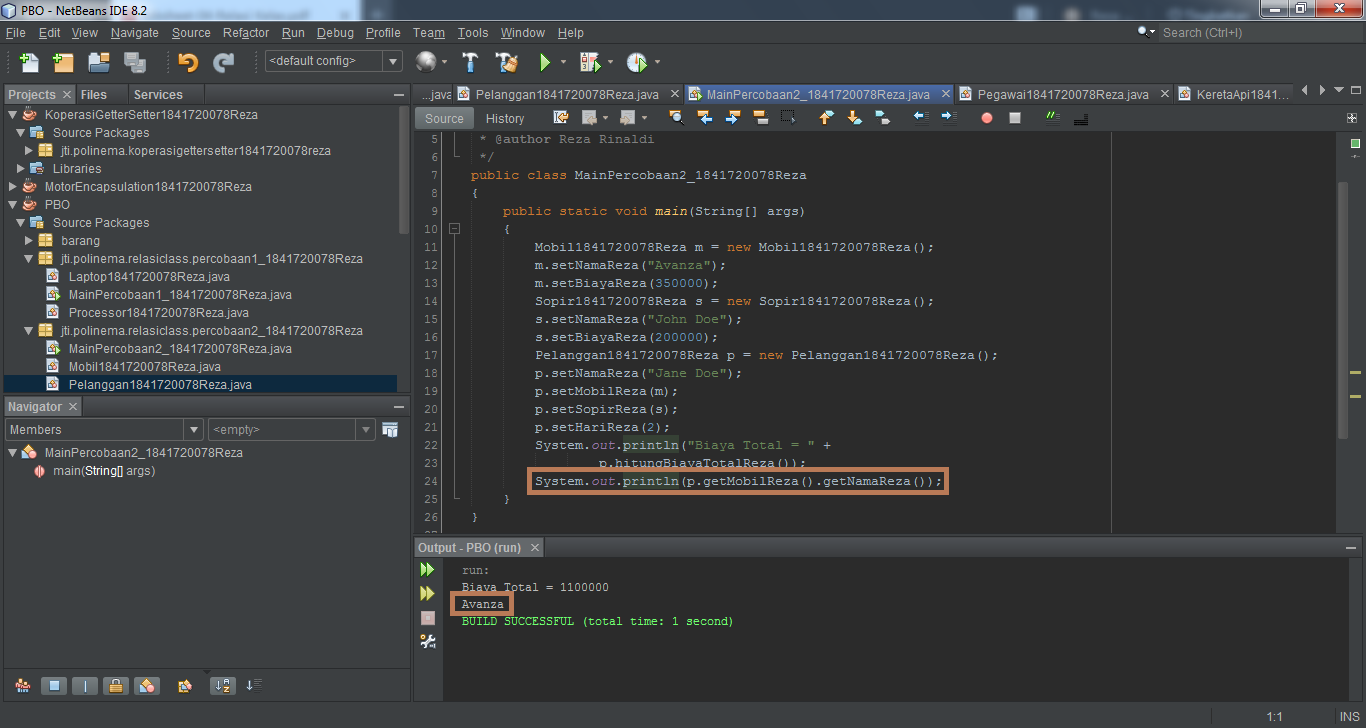 PBO - NetBeans IDE 8.2
File Edit View Navigate Source Refactor Run Debug Profile Team Tools Window Help
Search (Ctrl+I)
<default config>
Projects Files Services
KoperasiGetterSetter1841720078Reza
Source Packages
jti.polinema.koperasigettersetter1841720078reza
Libraries
MotorEncapsulation1841720078Reza
PBO
Source Packages
barang
jti.polinema.relasiclass.percobaan1_1841720078Reza
Laptop1841720078Reza.java
MainPercobaan1_1841720078Reza.java
Processor1841720078Reza.java
jti.polinema.relasiclass.percobaan2_1841720078Reza
MainPercobaan2_1841720078Reza.java
Mobil1841720078Reza.java
Pelanggan1841720078Reza.java
Navigator
Members <empty>
MainPercobaan2_1841720078Reza
main(String[] args)
...java Pelanggan1841720078Reza.java MainPercobaan2_1841720078Reza.java Pegawai1841720078Reza.java KeretaApi1841...
Source History
5 * @author Reza Rinaldi
6 */
7 public class MainPercobaan2_1841720078Reza
8 {
9 public static void main(String[] args)
10 {
11 Mobil1841720078Reza m = new Mobil1841720078Reza();
12 m.setNamaReza("Avanza");
13 m.setBiayaReza(350000);
14 Sopir1841720078Reza s = new Sopir1841720078Reza();
15 s.setNamaReza("John Doe");
16 s.setBiayaReza(200000);
17 Pelanggan1841720078Reza p = new Pelanggan1841720078Reza();
18 p.setNamaReza("Jane Doe");
19 p.setMobilReza(m);
20 p.setSopirReza(s);
21 p.setHariReza(2);
22 System.out.println("Biaya Total = " +
23 p.hitungBiayaTotalReza());
24 System.out.println(p.getMobilReza().getNamaReza());
25 }
26 }
Output - PBO (run)
run:
Biaya Total = 1100000
Avanza
BUILD SUCCESSFUL (total time: 1 second)
1:1 INS